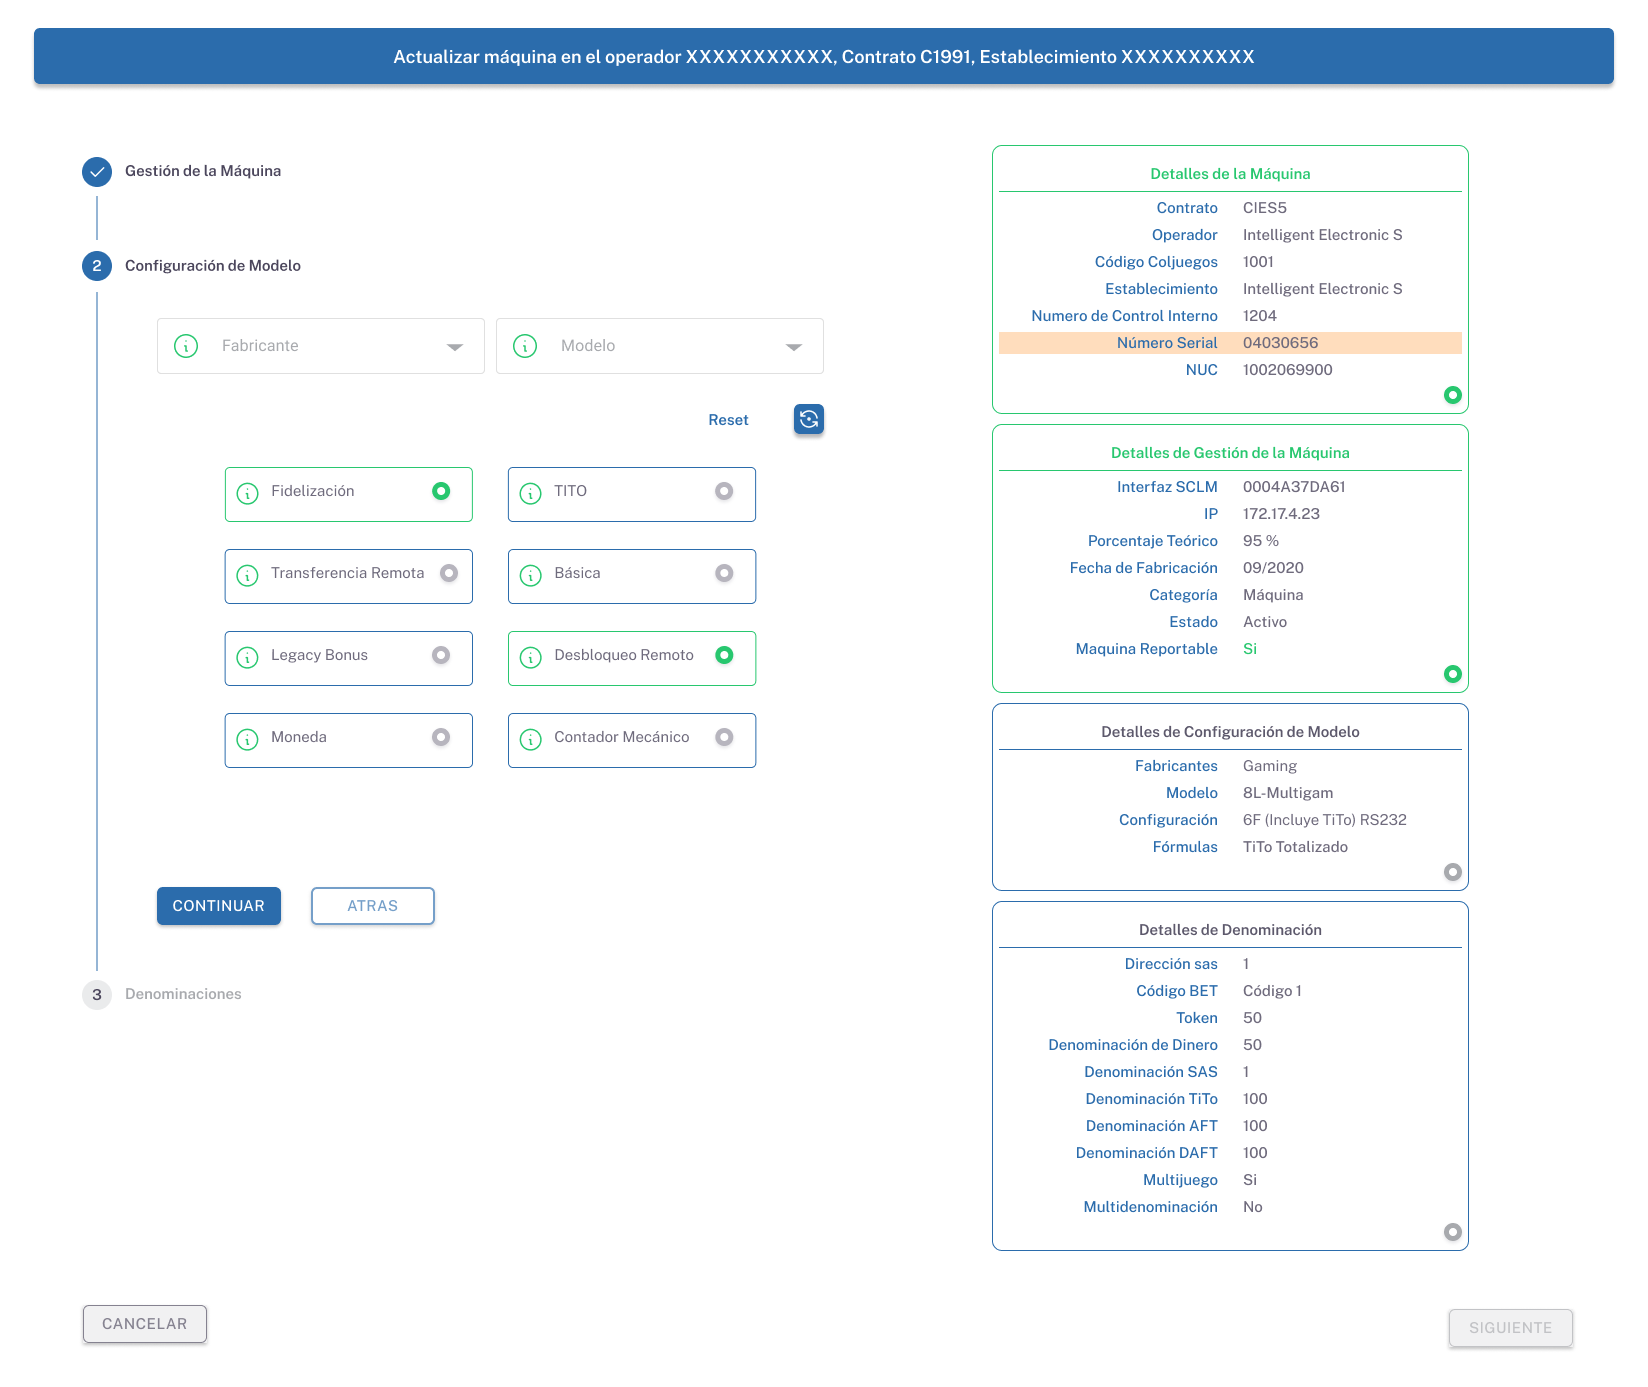 Actualizar máquina en el operador XXXXXXXXXXX, Contrato C1991, Establecimiento XXXXXXXXXX
Gestión de la Máquina
2 Configuración de Modelo
Fabricante Modelo
Reset
Fidelización TITO
Transferencia Remota Básica
Legacy Bonus Desbloqueo Remoto
Moneda Contador Mecánico
CONTINUAR ATRAS
3 Denominaciones
Detalles de la Máquina
Contrato CIES5
Operador Intelligent Electronic S
Código Coljuegos 1001
Establecimiento Intelligent Electronic S
Numero de Control Interno 1204
Número Serial 04030656
NUC 1002069900
Detalles de Gestión de la Máquina
Interfaz SCLM 0004A37DA61
IP 172.17.4.23
Porcentaje Teórico 95 %
Fecha de Fabricación 09/2020
Categoría Máquina
Estado Activo
Maquina Reportable Si
Detalles de Configuración de Modelo
Fabricantes Gaming
Modelo 8L-Multigam
Configuración 6F (Incluye TiTo) RS232
Fórmulas TiTo Totalizado
Detalles de Denominación
Dirección sas 1
Código BET Código 1
Token 50
Denominación de Dinero 50
Denominación SAS 1
Denominación TiTo 100
Denominación AFT 100
Denominación DAFT 100
Multijuego Si
Multidenominación No
CANCELAR SIGUIENTE